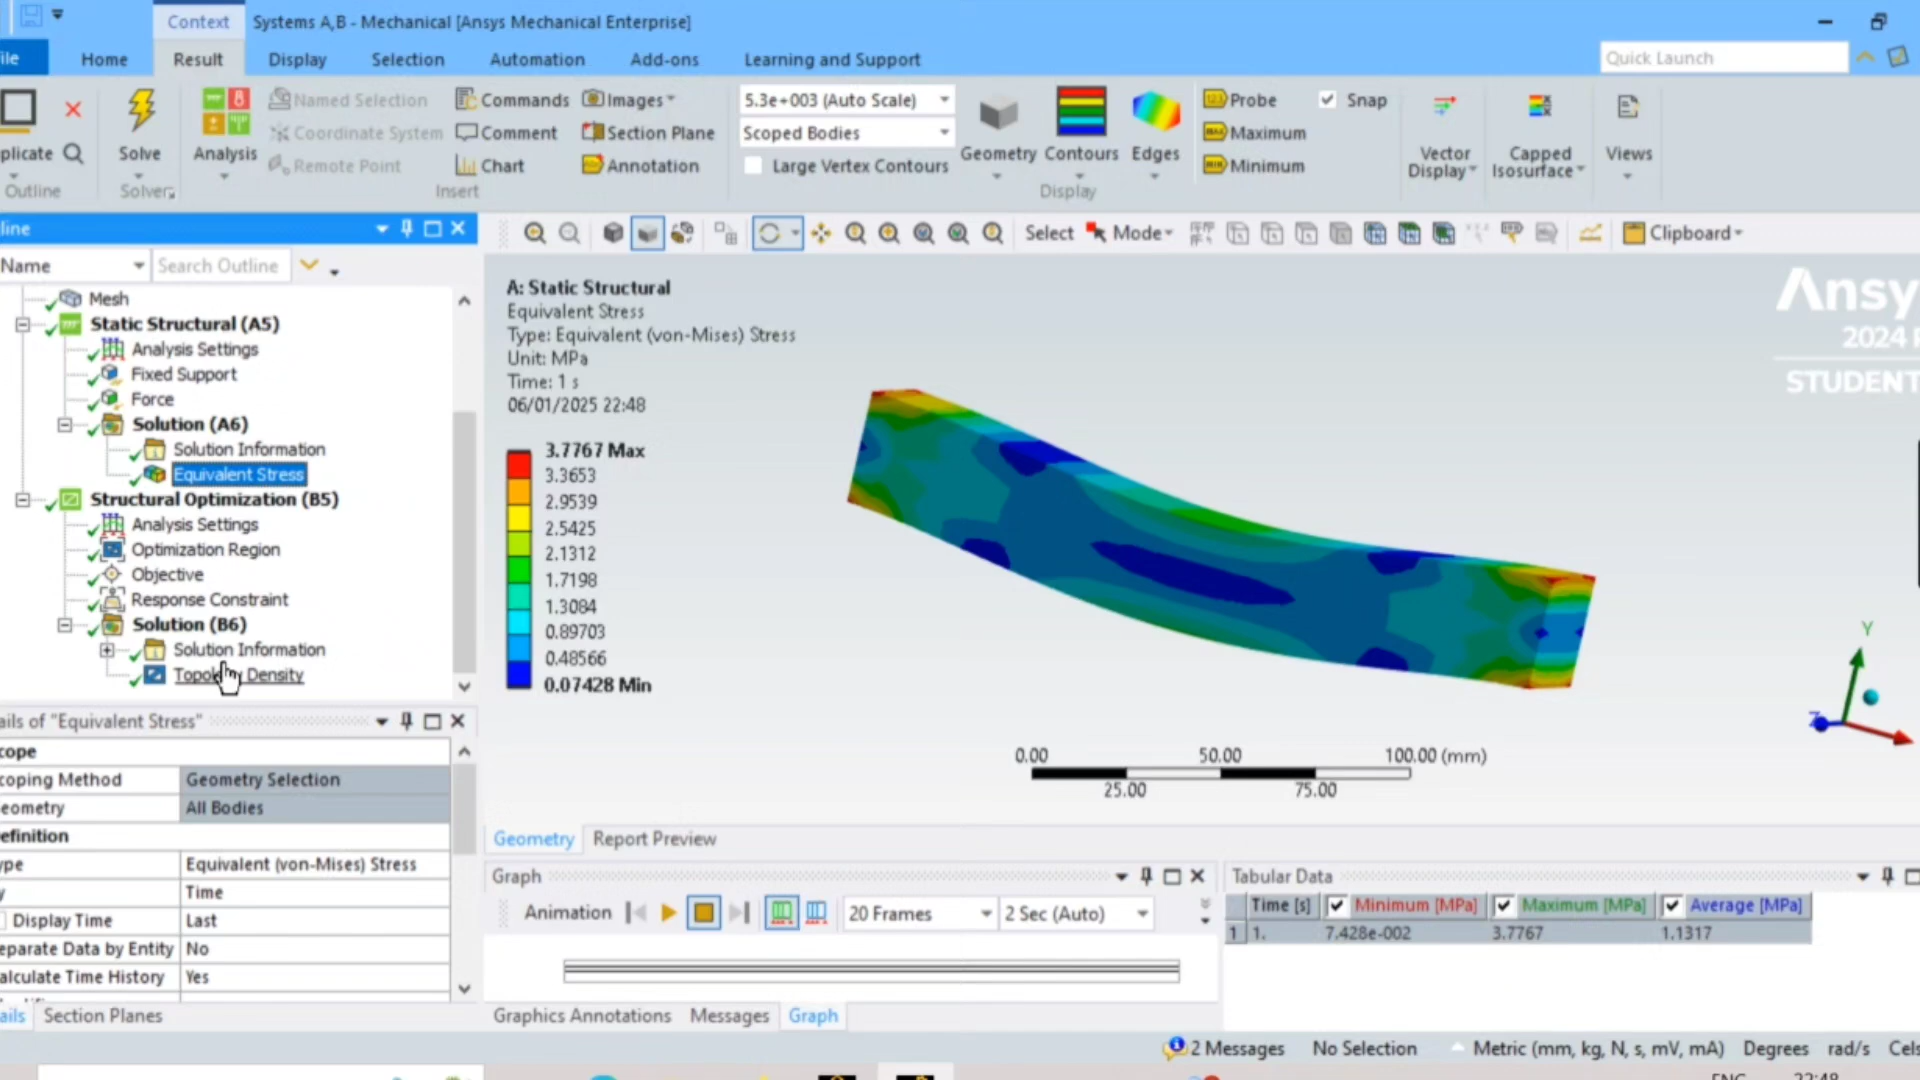 Context Systems A,B - Mechanical [Ansys Mechanical Enterprise]
ile Home Result Display Selection Automation Add-ons Learning and Support Quick Launch
plicate
Outline
Solve
Solver
Analysis
Named Selection
Coordinate System
Remote Point
Commands
Comment
Chart
Images
Section Plane
Annotation
Insert
5.3e+003 (Auto Scale)
Scoped Bodies
Large Vertex Contours
Geometry
Contours
Edges
Display
Probe
Maximum
Minimum
Snap
Vector
Display
Capped
Isosurface
Views
line
Select Mode Clipboard
Name Search Outline
Mesh
Static Structural (A5)
Analysis Settings
Fixed Support
Force
Solution (A6)
Solution Information
Equivalent Stress
Structural Optimization (B5)
Analysis Settings
Optimization Region
Objective
Response Constraint
Solution (B6)
Solution Information
Density
A: Static Structural
Equivalent Stress
Type: Equivalent (von-Mises) Stress
Unit: MPa
Time: 1 s
06/01/2025 22:48
3.7767 Max
3.3653
2.9539
2.5425
2.1312
1.7198
1.3084
0.89703
0.48566
0.07428 Min
Ansy
2024
STUDENT
Y
Z
0.00 50.00 100.00 (mm)
25.00 75.00
ails of "Equivalent Stress"
cope
coping Method Geometry Selection
eometry All Bodies
efinition
ype Equivalent (von-Mises) Stress
y Time
Display Time Last
eparate Data by Entity No
alculate Time History Yes
ails Section Planes
Geometry Report Preview
Graph
Animation 20 Frames 2 Sec (Auto)
Graphics Annotations Messages Graph
Tabular Data
Time [s] Minimum [MPa] Maximum [MPa] Average [MPa]
1 1. 7.428e-002 3.7767 1.1317
2 Messages No Selection Metric (mm, kg, N, s, mV, mA) Degrees rad/s Cels